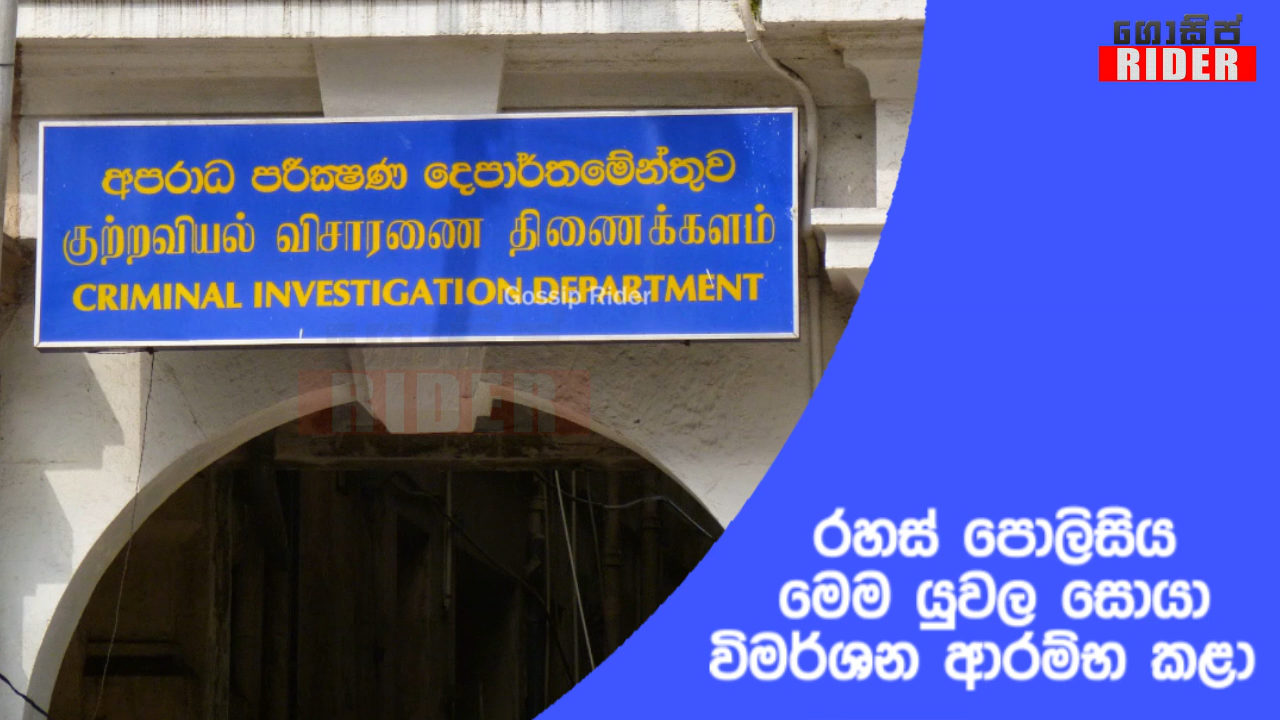 ගොසිප්
RIDER
අපරාධ පරීක්ෂණ දෙපාර්තමේන්තුව
குற்றவியல் விசாரணை திணைக்களம்
CRIMINAL INVESTIGATION DEPARTMENT
Gossip Rider
RIDER
රහස් පොලිසිය
මෙම යුවල සොයා
විමර්ශන ආරම්භ කළා